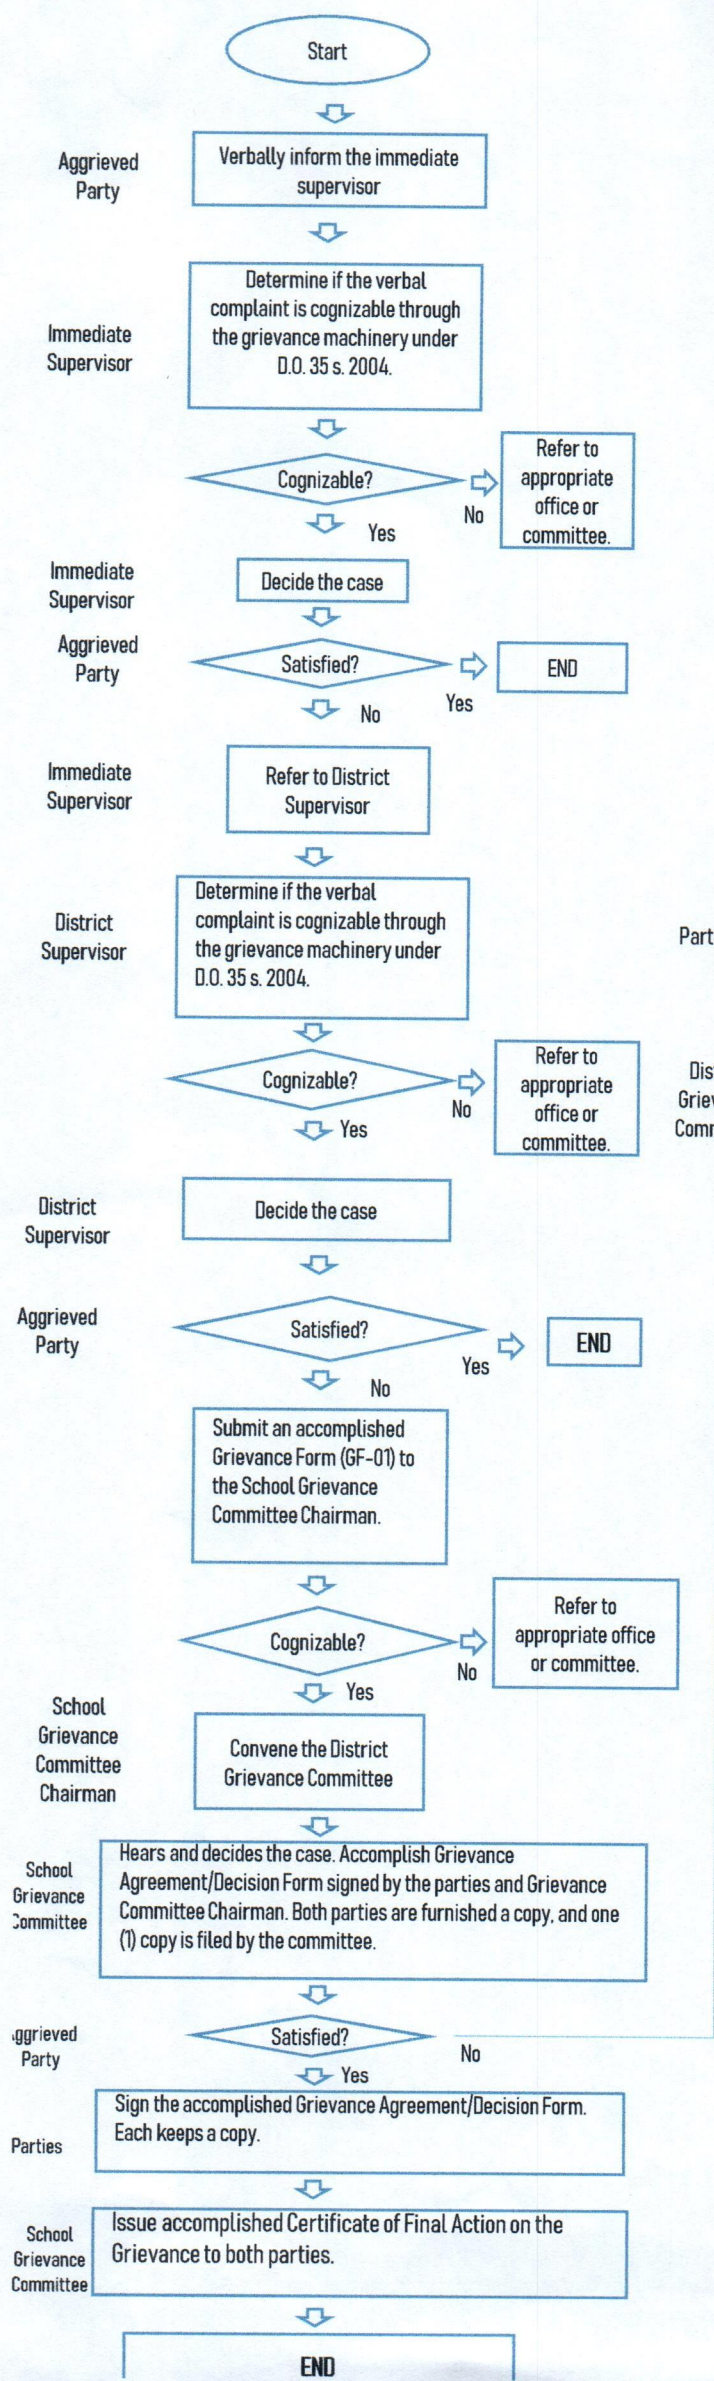 Start
Aggrieved
Party
Verbally inform the immediate
supervisor
Immediate
Supervisor
Determine if the verbal
complaint is cognizable through
the grievance machinery under
D.O. 35 s. 2004.
Cognizable?
No
Refer to
appropriate
office or
committee.
Yes
Immediate
Supervisor
Decide the case
Aggrieved
Party
Satisfied?
Yes
END
No
Immediate
Supervisor
Refer to District
Supervisor
District
Supervisor
Determine if the verbal
complaint is cognizable through
the grievance machinery under
D.O. 35 s. 2004.
Part
Cognizable?
No
Refer to
appropriate
office or
committee.
Dis
Griev
Comm
Yes
District
Supervisor
Decide the case
Aggrieved
Party
Satisfied?
Yes
END
No
Submit an accomplished
Grievance Form (GF-01) to
the School Grievance
Committee Chairman.
Cognizable?
No
Refer to
appropriate office
or committee.
Yes
School
Grievance
Committee
Chairman
Convene the District
Grievance Committee
School
Grievance
Committee
Hears and decides the case. Accomplish Grievance
Agreement/Decision Form signed by the parties and Grievance
Committee Chairman. Both parties are furnished a copy, and one
(1) copy is filed by the committee.
ggrieved
Party
Satisfied?
No
Yes
Parties
Sign the accomplished Grievance Agreement/Decision Form.
Each keeps a copy.
School
Grievance
Committee
Issue accomplished Certificate of Final Action on the
Grievance to both parties.
END